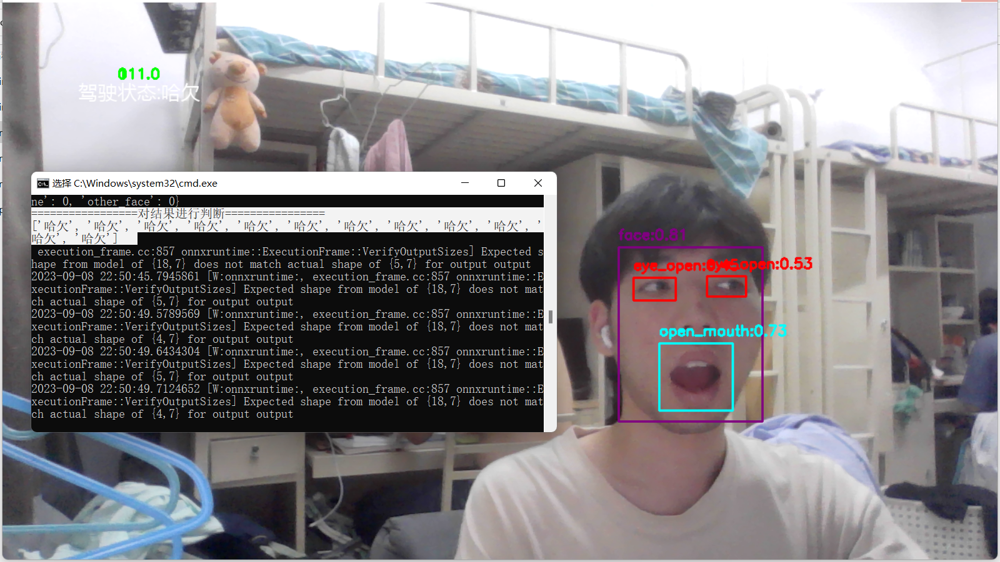 011.0
驾驶状态:哈欠
选择 C:\Windows\system32\cmd.exe
ne': 0, 'other_face': 0}
=================对结果进行判断================
['哈欠', '哈欠', '哈欠', '哈欠', '哈欠', '哈欠', '哈欠', '哈欠', '哈欠', '哈欠', '
哈欠', '哈欠']
execution_frame.cc:857 onnxruntime::ExecutionFrame::VerifyOutputSizes] Expected s
hape from model of {18,7} does not match actual shape of {5,7} for output output
2023-09-08 22:50:45.7945861 [W:onnxruntime:, execution_frame.cc:857 onnxruntime::E
xecutionFrame::VerifyOutputSizes] Expected shape from model of {18,7} does not mat
ch actual shape of {5,7} for output output
2023-09-08 22:50:49.5789569 [W:onnxruntime:, execution_frame.cc:857 onnxruntime::E
xecutionFrame::VerifyOutputSizes] Expected shape from model of {18,7} does not mat
ch actual shape of {4,7} for output output
2023-09-08 22:50:49.6434304 [W:onnxruntime:, execution_frame.cc:857 onnxruntime::E
xecutionFrame::VerifyOutputSizes] Expected shape from model of {18,7} does not mat
ch actual shape of {5,7} for output output
2023-09-08 22:50:49.7124652 [W:onnxruntime:, execution_frame.cc:857 onnxruntime::E
xecutionFrame::VerifyOutputSizes] Expected shape from model of {18,7} does not mat
ch actual shape of {4,7} for output output
face:0.81
eye_open:
open:0.53
open_mouth:0.73